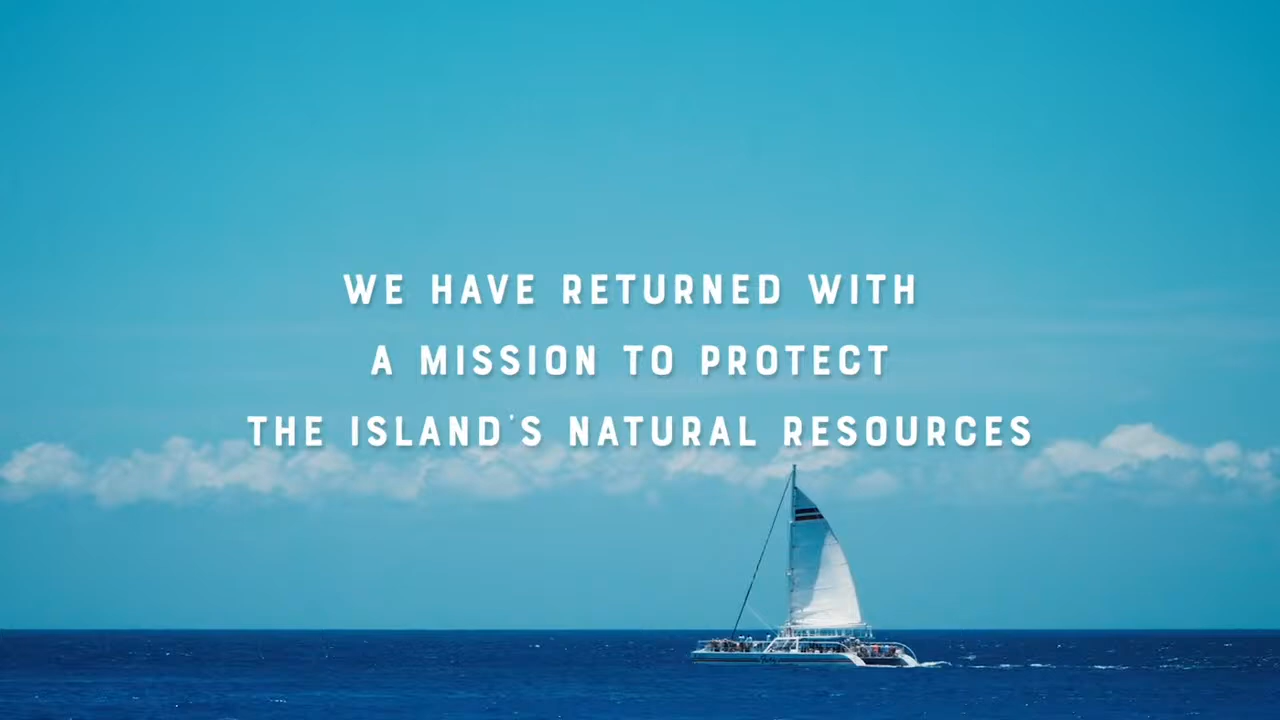 WE HAVE RETURNED WITH
A MISSION TO PROTECT
THE ISLAND'S NATURAL RESOURCES